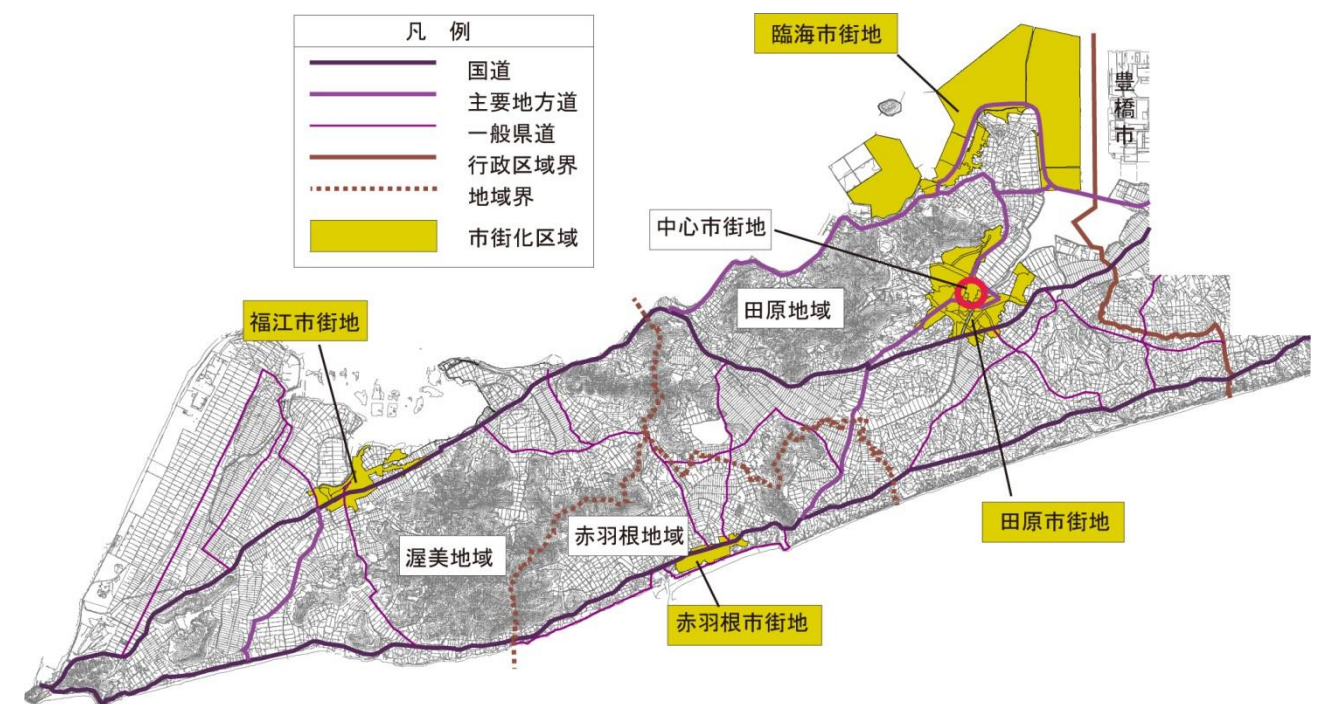 凡 例
国道
主要地方道
一般県道
行政区域界
地域界
市街化区域
臨海市街地
豊橋市
中心市街地
田原地域
福江市街地
田原市街地
赤羽根地域
渥美地域
赤羽根市街地